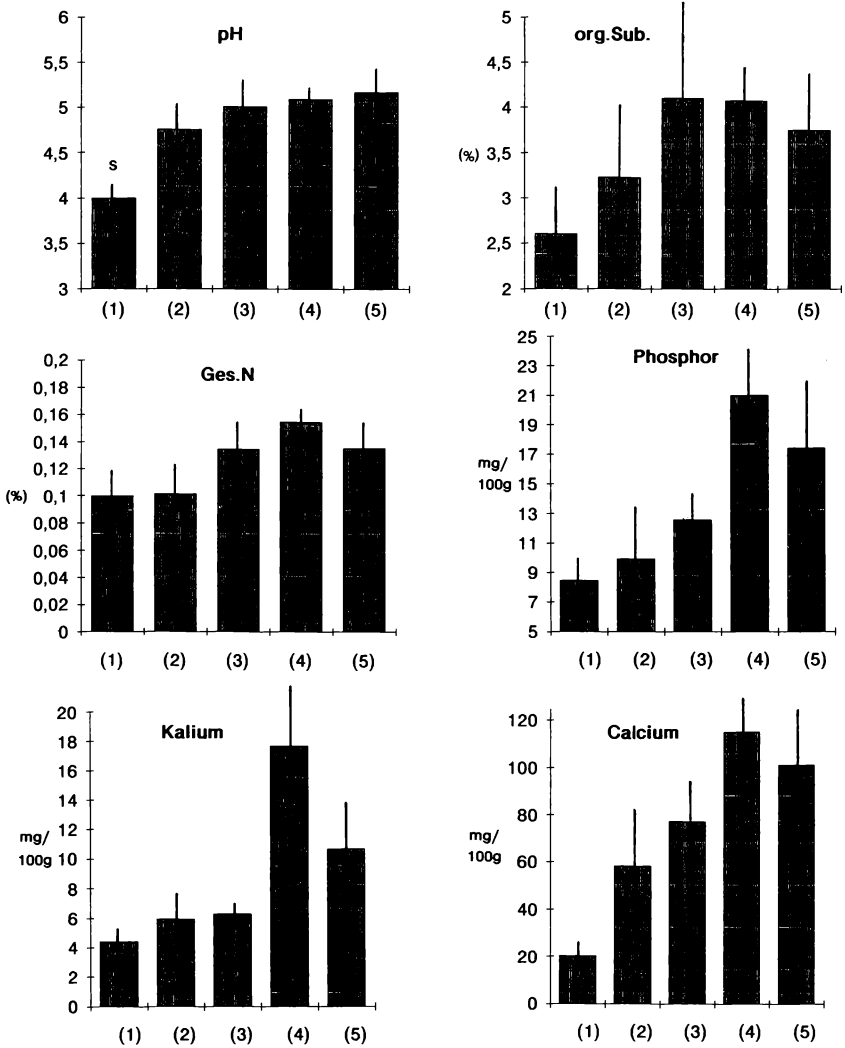 pH
6
5,5
5
4,5
4
3,5
3
s
(1) (2) (3) (4) (5)
org.Sub.
(%)
5
4,5
4
3,5
3
2,5
2
(1) (2) (3) (4) (5)
Ges.N
(%)
0,2
0,18
0,16
0,14
0,12
0,1
0,08
0,06
0,04
0,02
0
(1) (2) (3) (4) (5)
Phosphor
mg/
100g
25
23
21
19
17
15
13
11
9
7
5
(1) (2) (3) (4) (5)
Kalium
mg/
100g
20
18
16
14
12
10
8
6
4
2
0
(1) (2) (3) (4) (5)
Calcium
mg/
100g
120
100
80
60
40
20
0
(1) (2) (3) (4) (5)